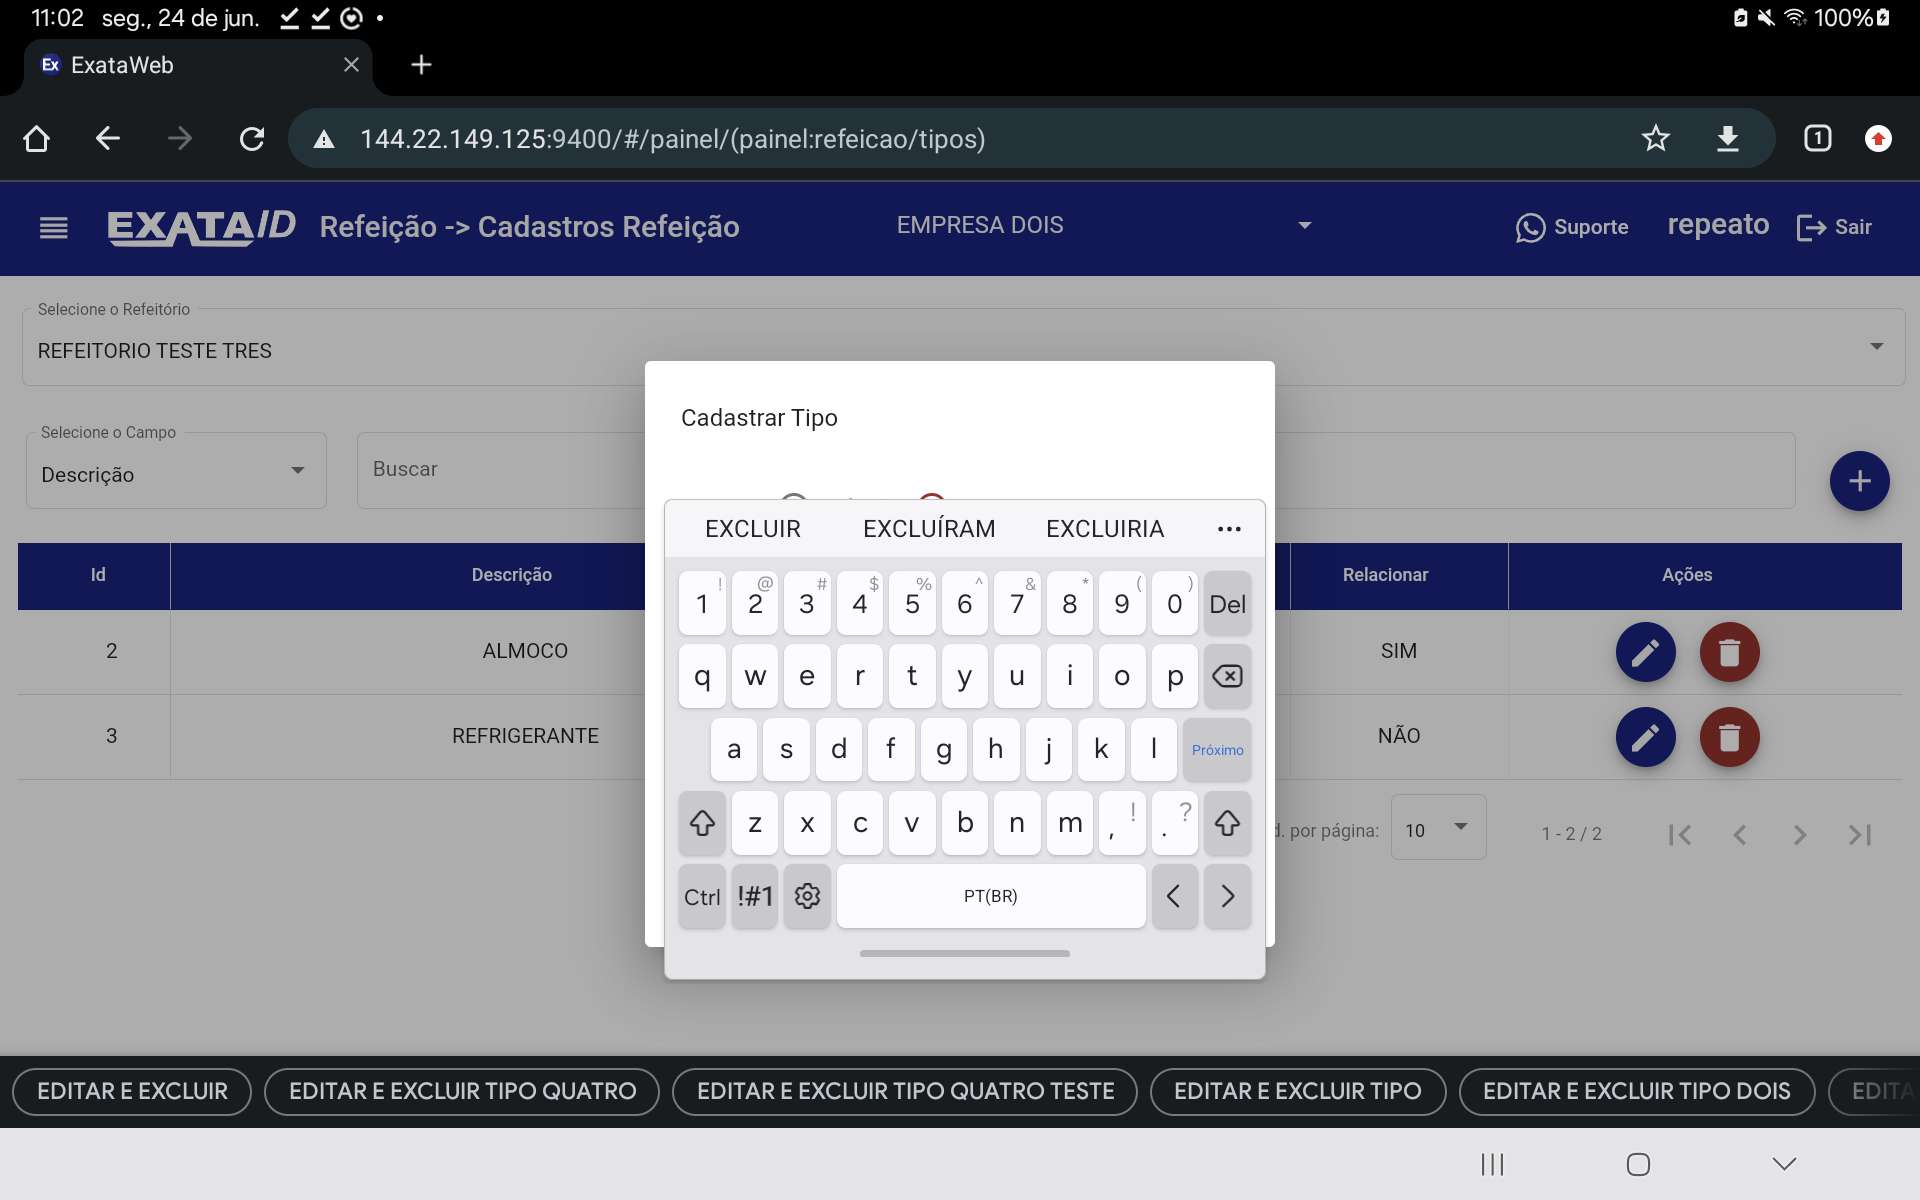 11:02 seg., 24 de jun. 100%
Ex ExataWeb
144.22.149.125:9400/#/painel/(painel:refeicao/tipos) 1
EXATA ID Refeição -> Cadastros Refeição EMPRESA DOIS Suporte repeato Sair
Selecione o Refeitório
REFEITORIO TESTE TRES
Cadastrar Tipo
Selecione o Campo
Descrição Buscar
EXCLUIR EXCLUÍRAM EXCLUIRIA •••
Id Descrição Relacionar Ações
2 ALMOCO SIM
3 REFRIGERANTE NÃO
! @ # $ % ^ & * ( )
1 2 3 4 5 6 7 8 9 0 Del
q w e r t y u i o p
a s d f g h j k l Próximo
! ?
z x c v b n m , .
Ctrl !#1 PT(BR) < >
d. por página: 10 1 - 2 / 2
EDITAR E EXCLUIR EDITAR E EXCLUIR TIPO QUATRO EDITAR E EXCLUIR TIPO QUATRO TESTE EDITAR E EXCLUIR TIPO EDITAR E EXCLUIR TIPO DOIS EDITA